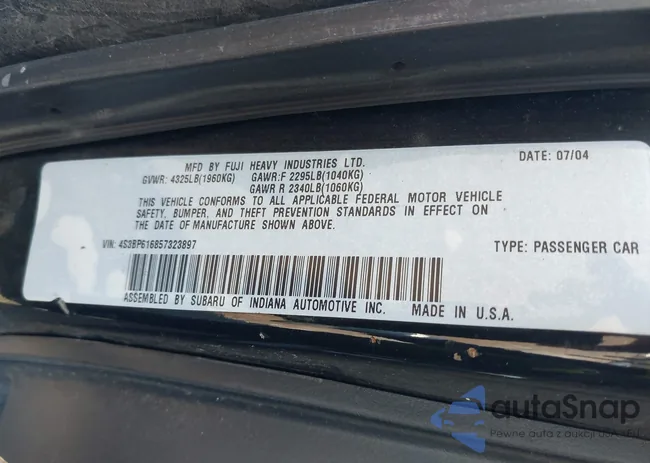 MFD BY FUJI HEAVY INDUSTRIES LTD. DATE: 07/04
GVWR: 4325LB(1960KG) GAWR:F 2295LB(1040KG)
GAWR R 2340LB(1060KG)
THIS VEHICLE CONFORMS TO ALL APPLICABLE FEDERAL MOTOR VEHICLE
SAFETY, BUMPER, AND THEFT PREVENTION STANDARDS IN EFFECT ON
THE DATE OF MANUFACTURE SHOWN ABOVE.
VIN: 4S3BP616857323897 TYPE: PASSENGER CAR
ASSEMBLED BY SUBARU OF INDIANA AUTOMOTIVE INC. MADE IN U.S.A.
autoSnap
Pewne auta z aukcji